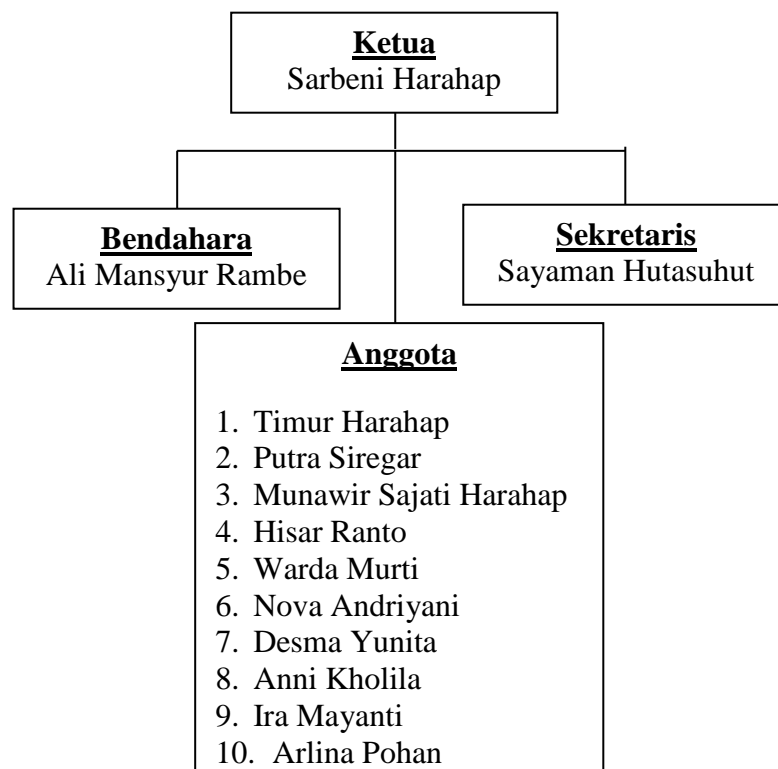 Ketua
Sarbeni Harahap
Bendahara
Ali Mansyur Rambe
Sekretaris
Sayaman Hutasuhut
Anggota
1. Timur Harahap
2. Putra Siregar
3. Munawir Sajati Harahap
4. Hisar Ranto
5. Warda Murti
6. Nova Andriyani
7. Desma Yunita
8. Anni Kholila
9. Ira Mayanti
10. Arlina Pohan